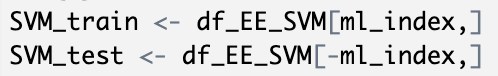 SVM_train <- df_EE_SVM[ml_index,]
SVM_test <- df_EE_SVM[-ml_index,]